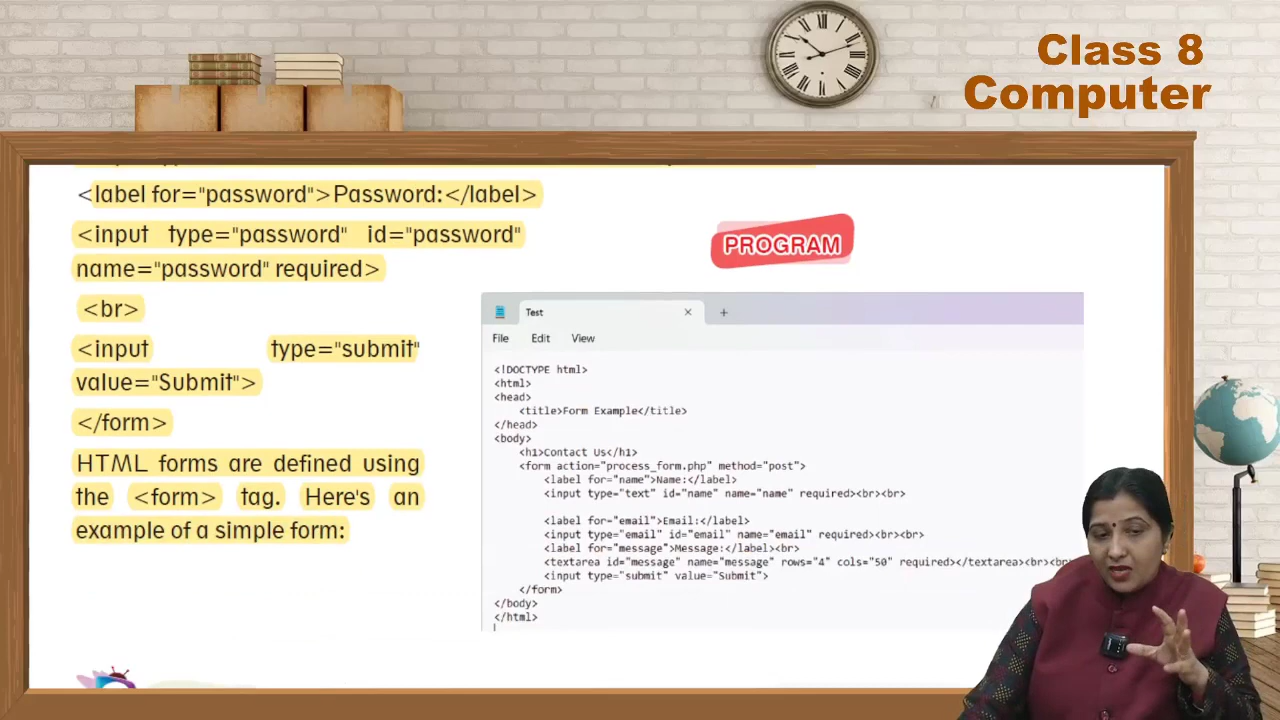 Class 8
Computer
<label for="password">Password:</label>
<input type="password" id="password"
name="password" required>
<br>
<input type="submit"
value="Submit">
</form>
HTML forms are defined using
the <form> tag. Here's an
example of a simple form:
PROGRAM
Test
File Edit View
<!DOCTYPE html>
<html>
<head>
<title>Form Example</title>
</head>
<body>
<h1>Contact Us</h1>
<form action="process_form.php" method="post">
<label for="name">Name:</label>
<input type="text" id="name" name="name" required><br><br>
<label for="email">Email:</label>
<input type="email" id="email" name="email" required><br><br>
<label for="message">Message:</label><br>
<textarea id="message" name="message" rows="4" cols="50" required></textarea><br><br
<input type="submit" value="Submit">
</form>
</body>
</html>